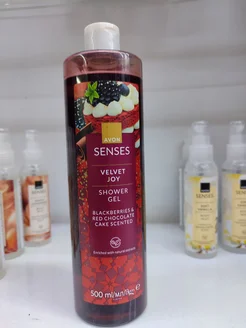 AVON
SENSES
VELVET
JOY
SHOWER
GEL
BLACKBERRIES &
RED CHOCOLATE
CAKE SCENTED
500 ml